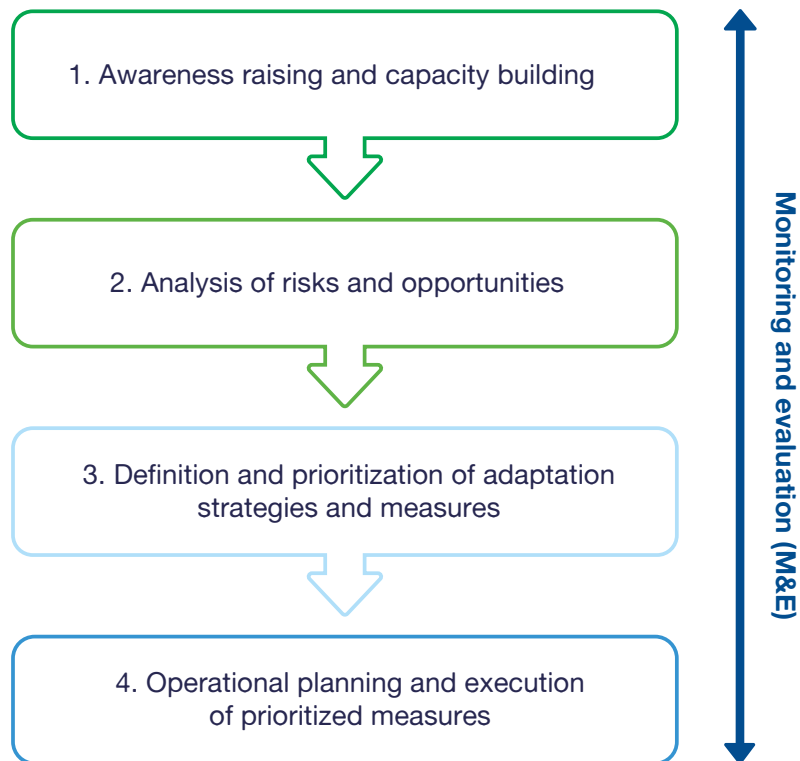 1. Awareness raising and capacity building
2. Analysis of risks and opportunities
3. Definition and prioritization of adaptation
strategies and measures
4. Operational planning and execution
of prioritized measures
Monitoring and evaluation (M&E)